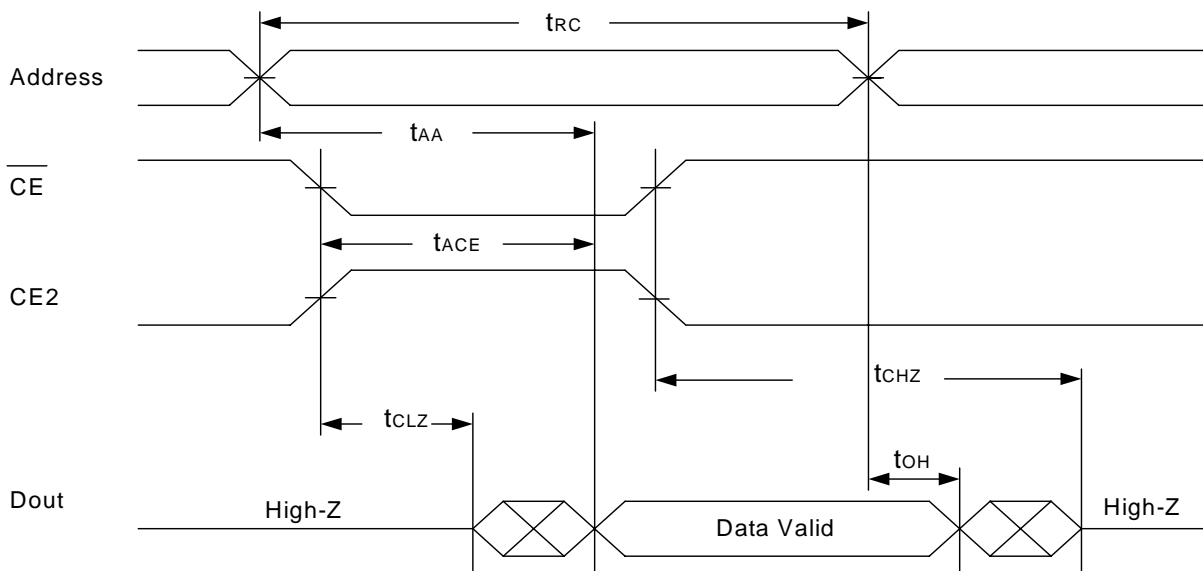 tRC
Address
tAA
CE
tACE
CE2
tCHZ
tCLZ
tOH
Dout
High-Z
Data Valid
High-Z